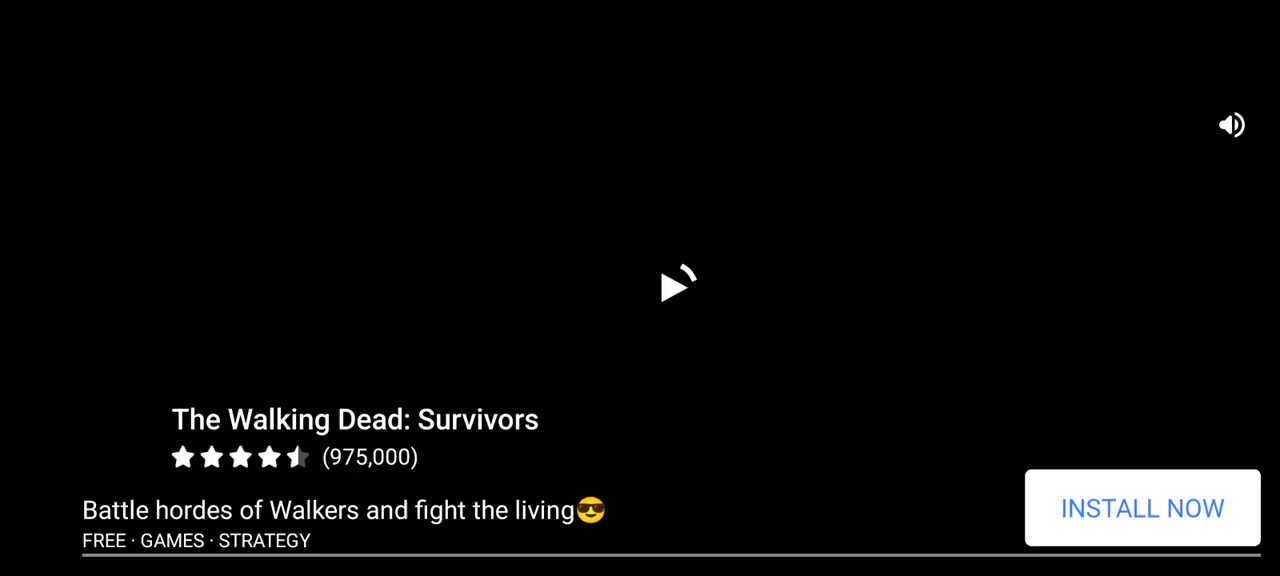 The Walking Dead: Survivors
(975,000)
Battle hordes of Walkers and fight the living😎
FREE · GAMES · STRATEGY
INSTALL NOW